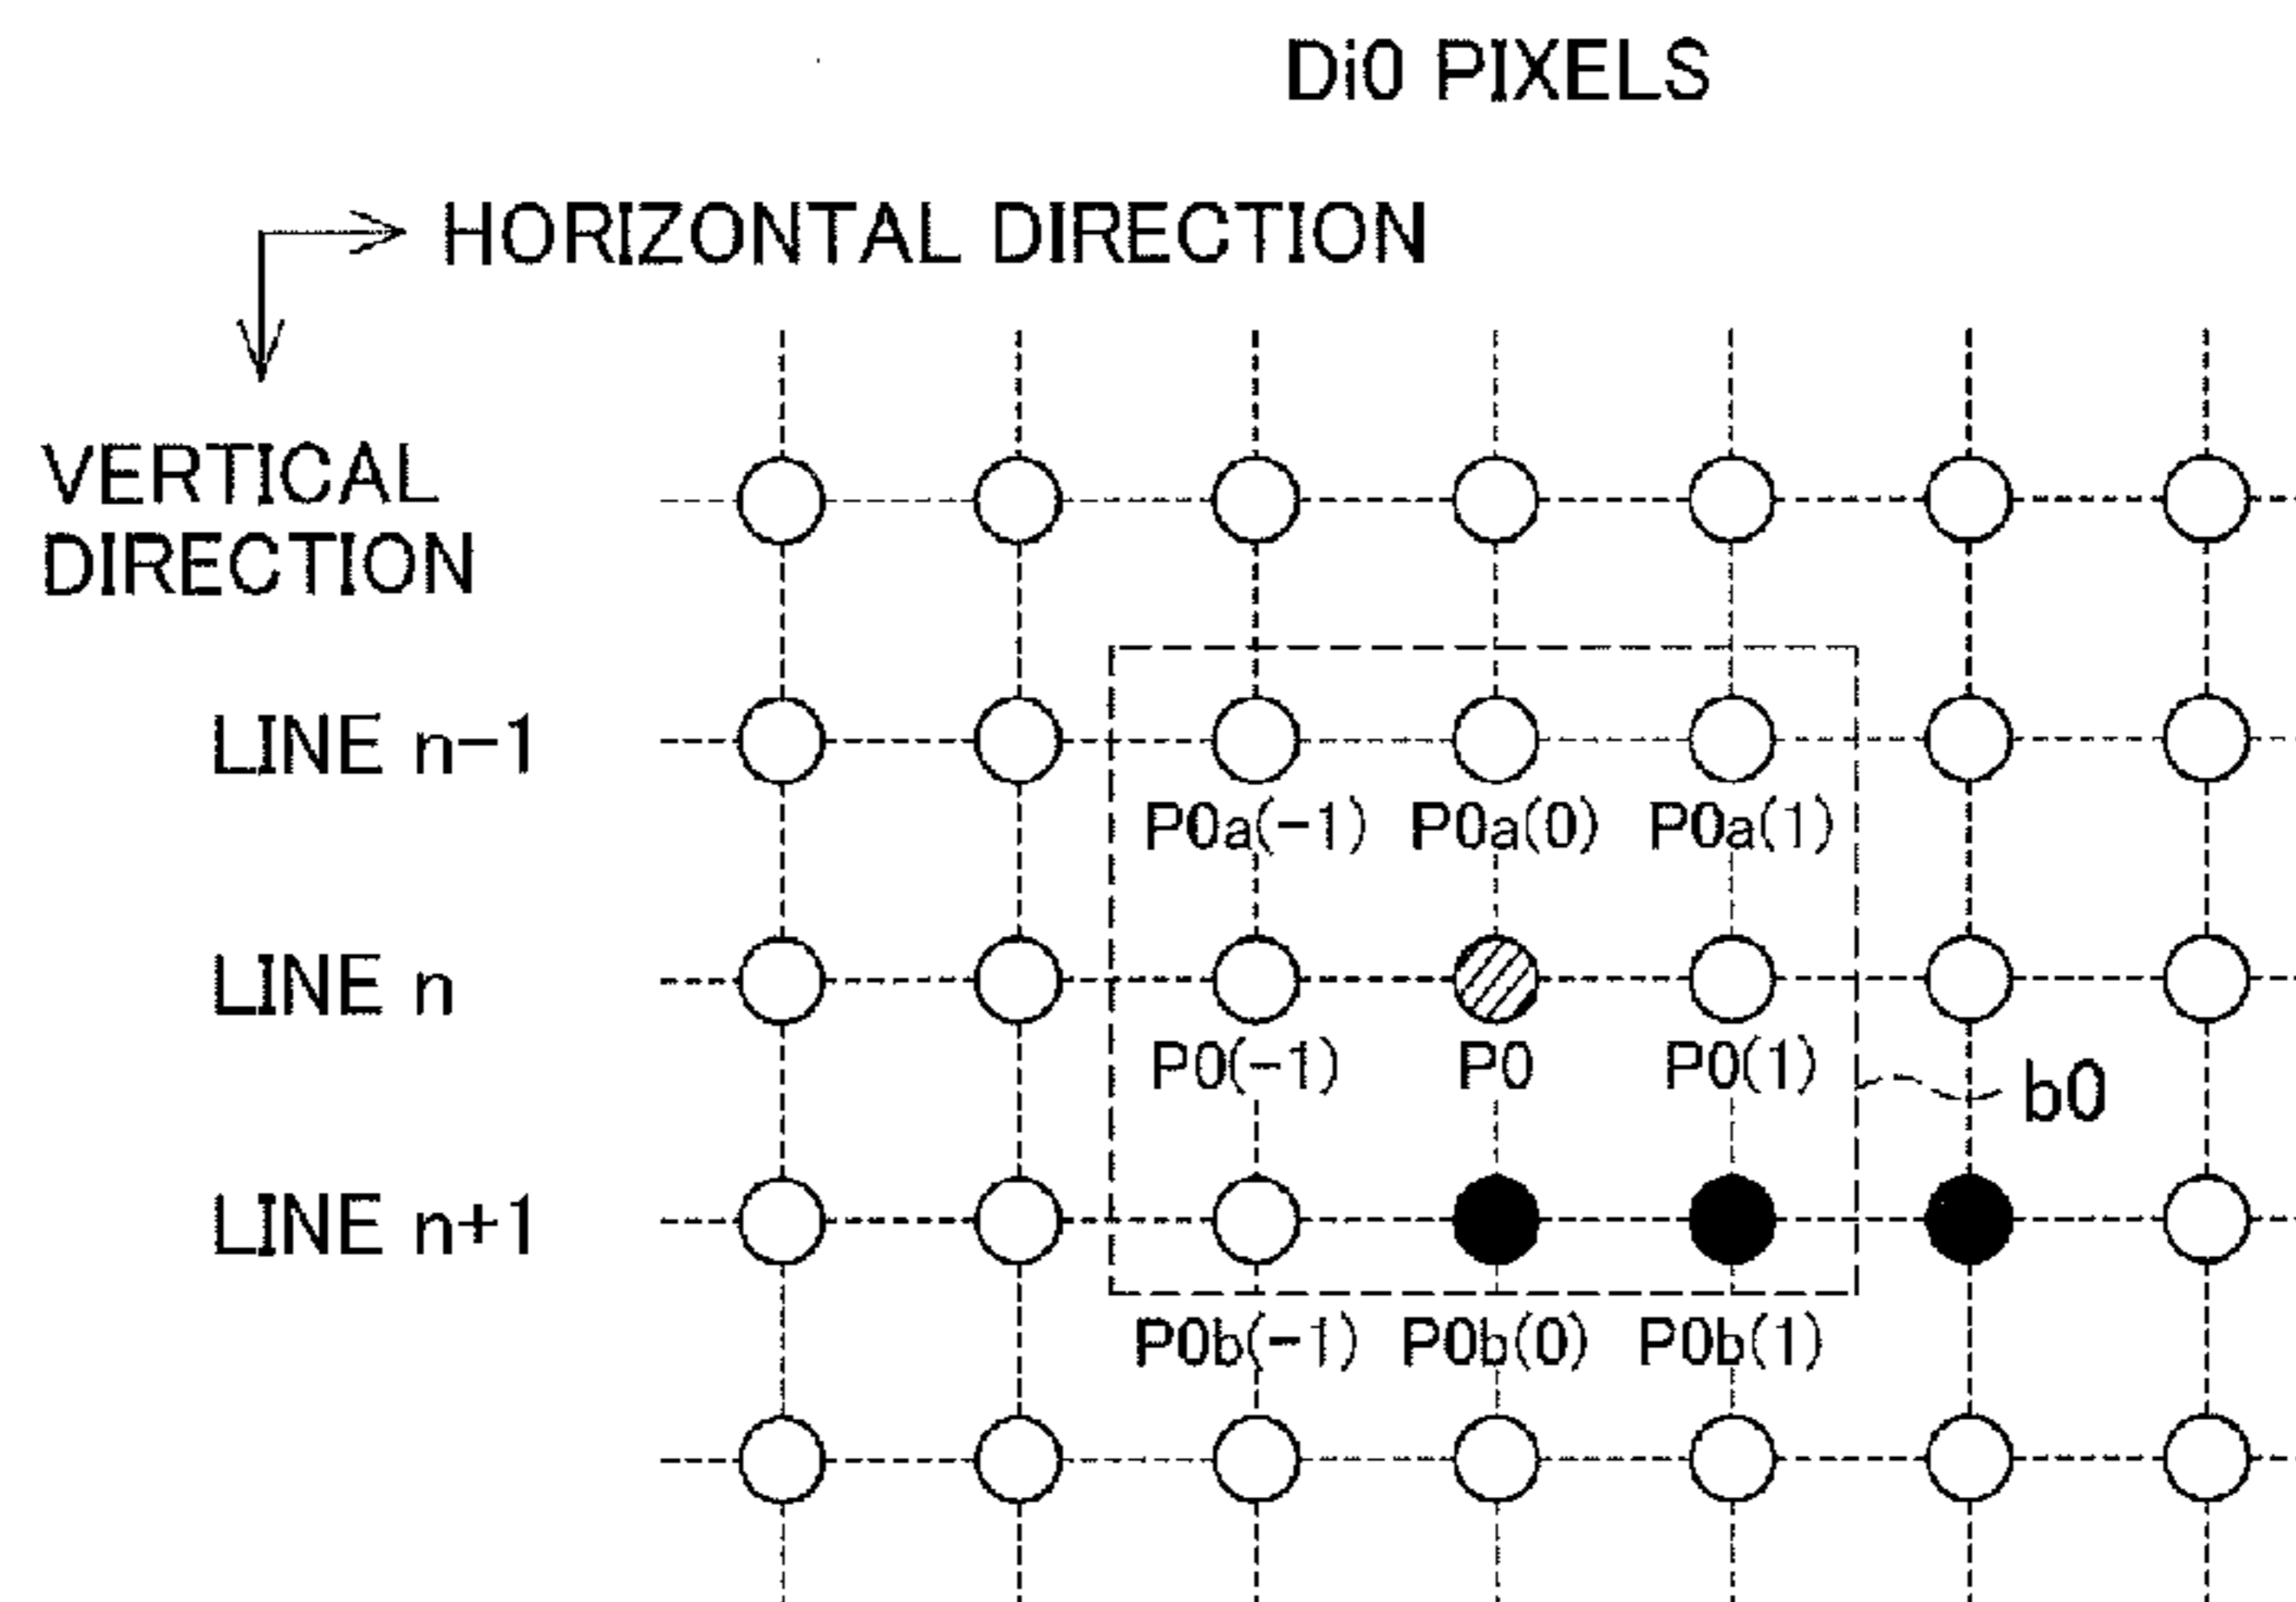 Di0 PIXELS
HORIZONTAL DIRECTION
VERTICAL
DIRECTION
LINE n-1
P0a(-1) P0a(0) P0a(1)
LINE n
P0(-1) P0 P0(1)
b0
LINE n+1
P0b(-1) P0b(0) P0b(1)